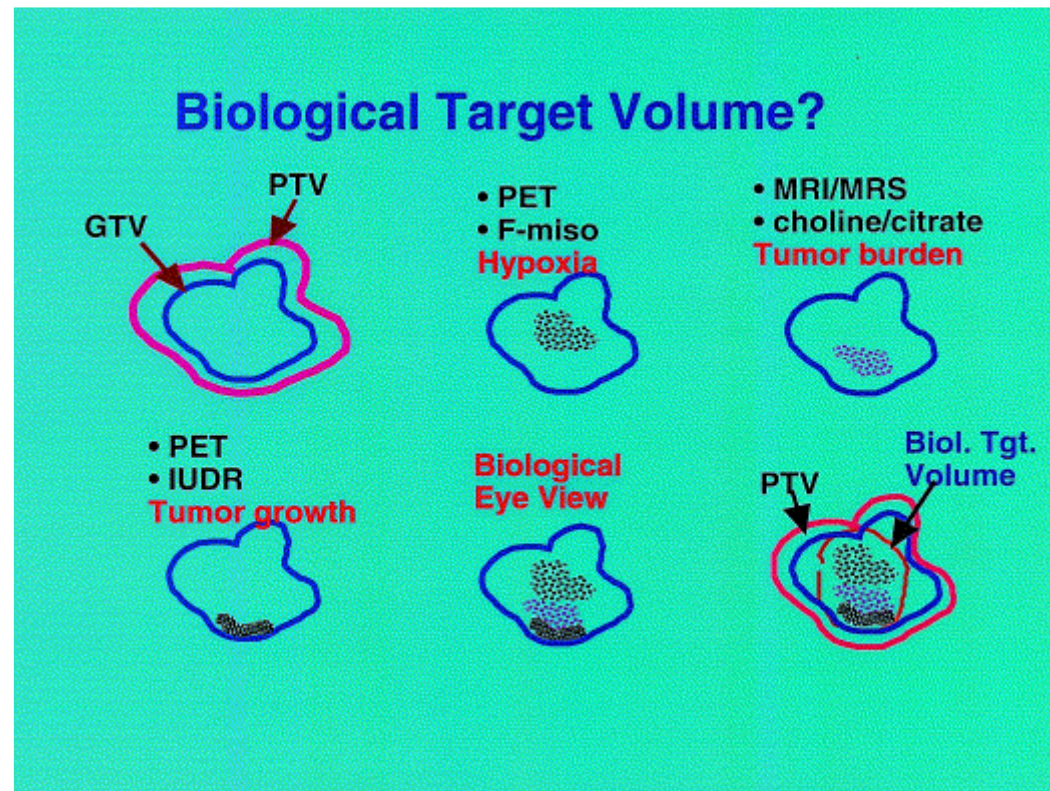 Biological Target Volume?
GTV
PTV
• PET
• F-miso
Hypoxia
• MRI/MRS
• choline/citrate
Tumor burden
• PET
• IUDR
Tumor growth
Biological
Eye View
PTV
Biol. Tgt.
Volume